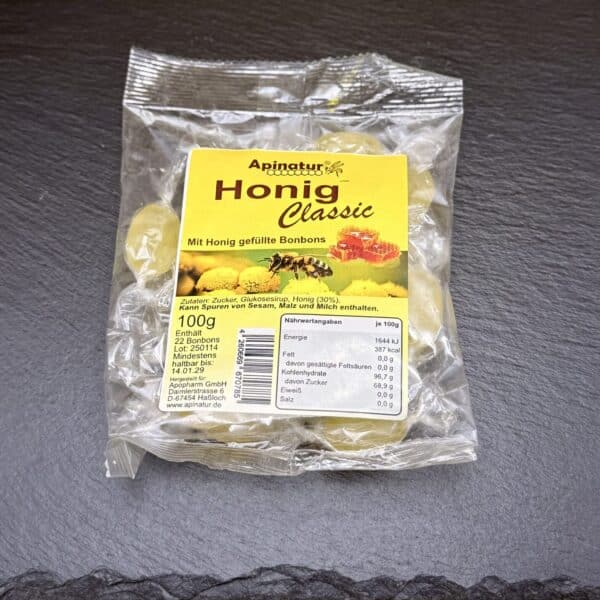 Apinatur
Honig
Classic
Mit Honig gefüllte Bonbons
Zutaten: Zucker, Glukosesirup, Honig (30%).
Kann Spuren von Sesam, Malz und Milch enthalten.
100g
Enthält
22 Bonbons
Lot: 250114
Mindestens
haltbar bis:
14.01.29
Hergestellt für:
Apopharm GmbH
Daimlerstrasse 6
D-67454 Haßloch
www.apinatur.de
Nährwertangaben je 100g
Energie 1644 kJ
387 kcal
Fett 0,0 g
davon gesättigte Fettsäuren 0,0 g
Kohlenhydrate 96,7 g
davon Zucker 68,9 g
Eiweiß 0,0 g
Salz 0,0 g